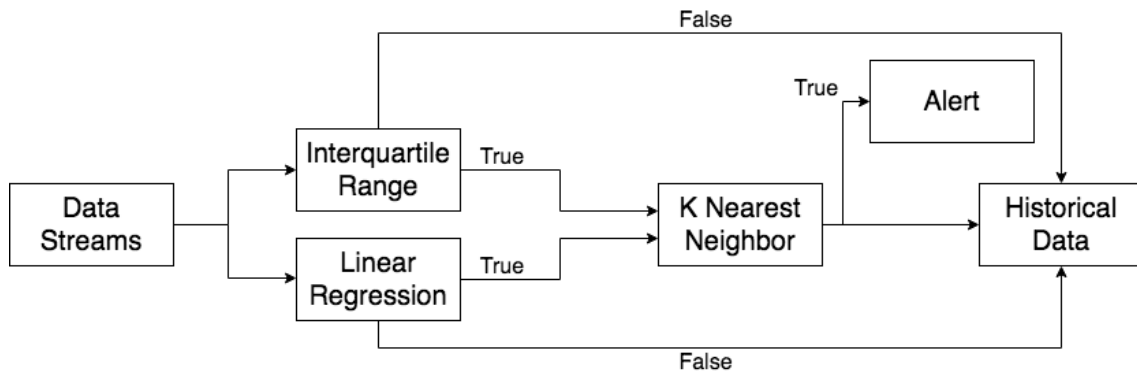 False
True
Alert
Interquartile
Range
True
Data
Streams
K Nearest
Neighbor
Historical
Data
Linear
Regression
True
False